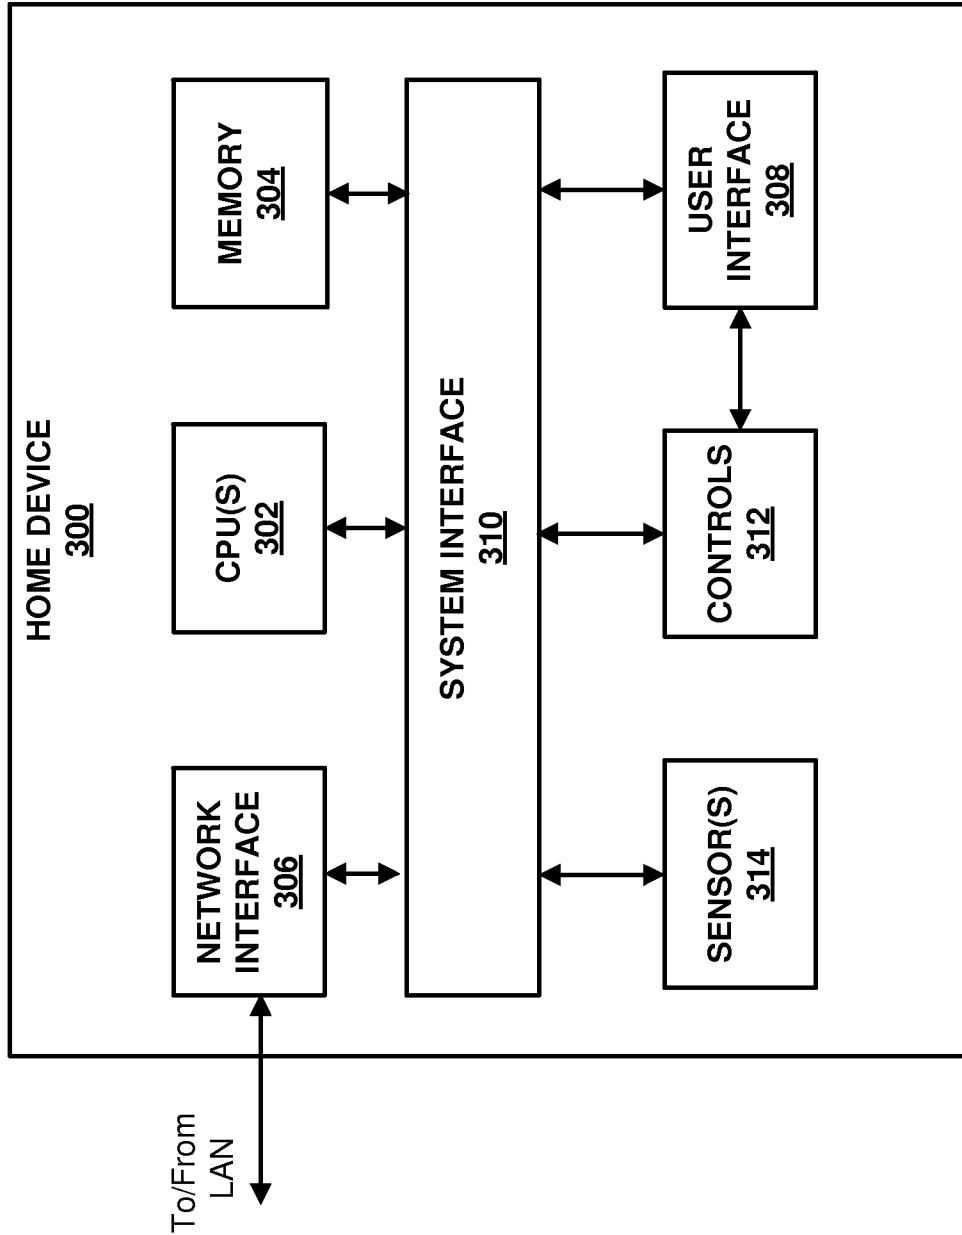 HOME DEVICE
300
NETWORK
INTERFACE
306
CPU(S)
302
MEMORY
304
To/From
LAN
SYSTEM INTERFACE
310
SENSOR(S)
314
CONTROLS
312
USER
INTERFACE
308